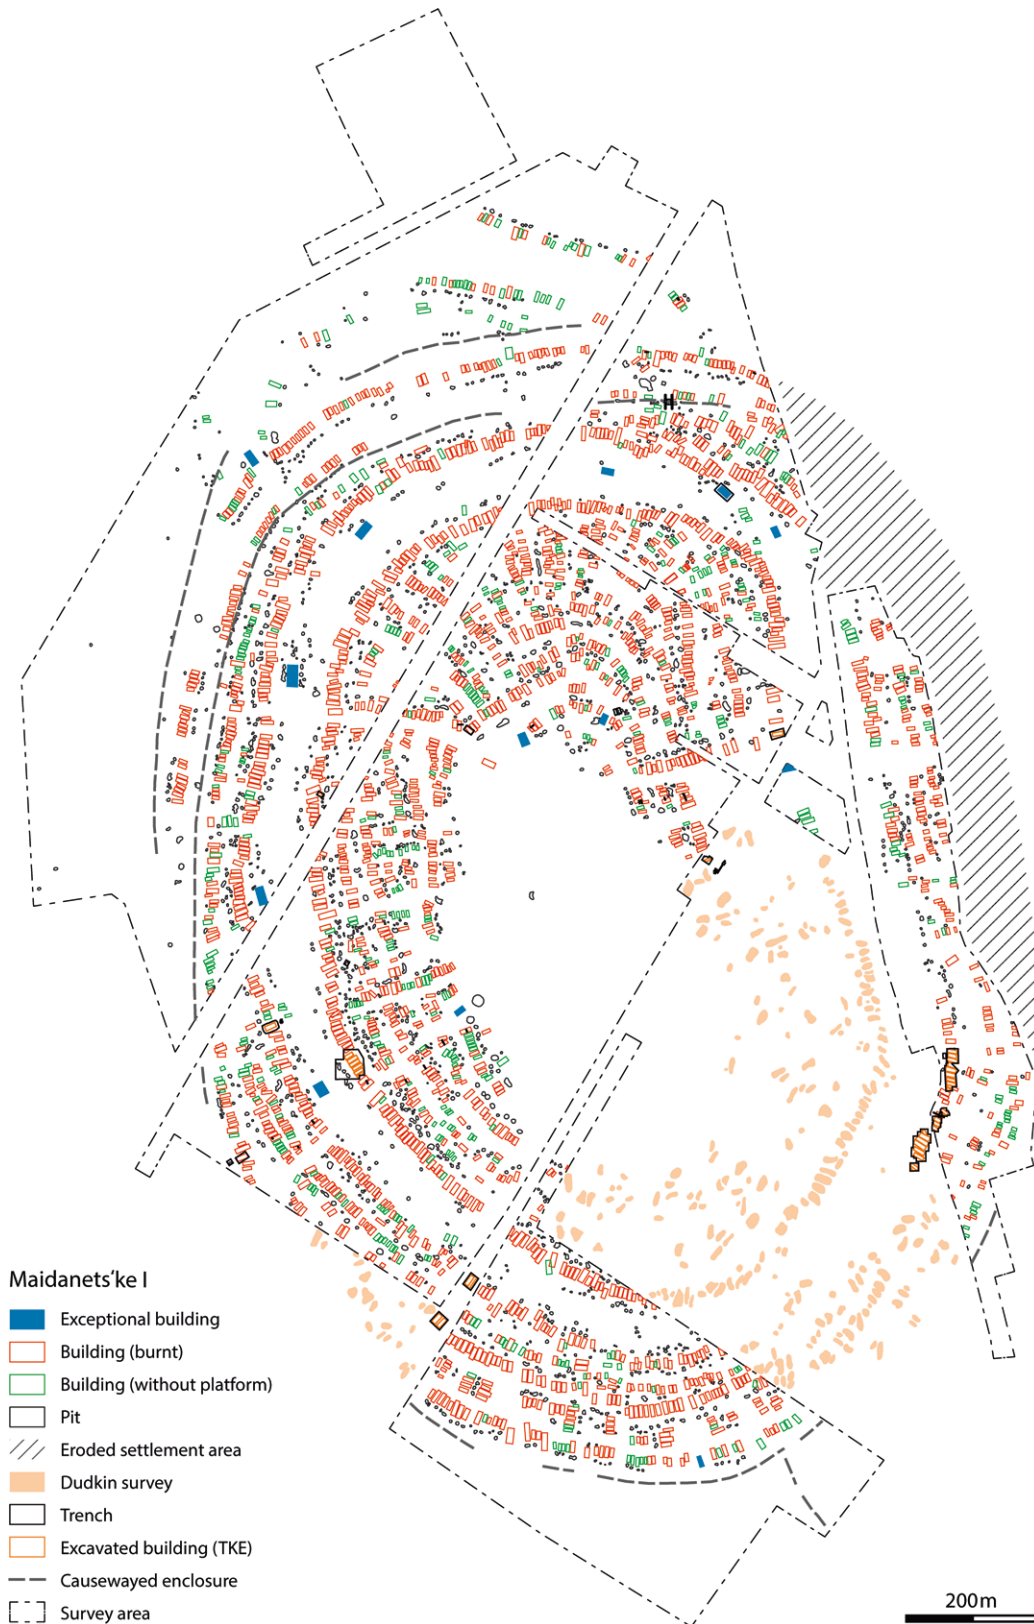 Maidanets'ke I
Exceptional building
Building (burnt)
Building (without platform)
Pit
Eroded settlement area
Dudkin survey
Trench
Excavated building (TKE)
Causewayed enclosure
Survey area
200m